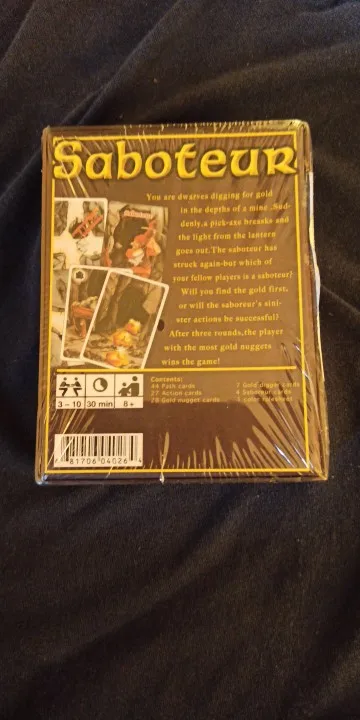 Saboteur
You are dwarves digging for gold
in the depths of a mine .Sud-
denly,a pick-axe breasks and
the light from the lantern
goes out.The saboteur has
struck again-but which of
your fellow players is a saboteur?
Will you find the gold first,
or will the saboreur's sini-
ster actions be successful?
After three rounds,the player
with the most gold nuggets
wins the game!
3 – 10
30 min
8+
Contents:
44 Path cards
27 Action cards
28 Gold nugget cards
7 Gold-digger cards
4 Saboteur cards
81706 04026